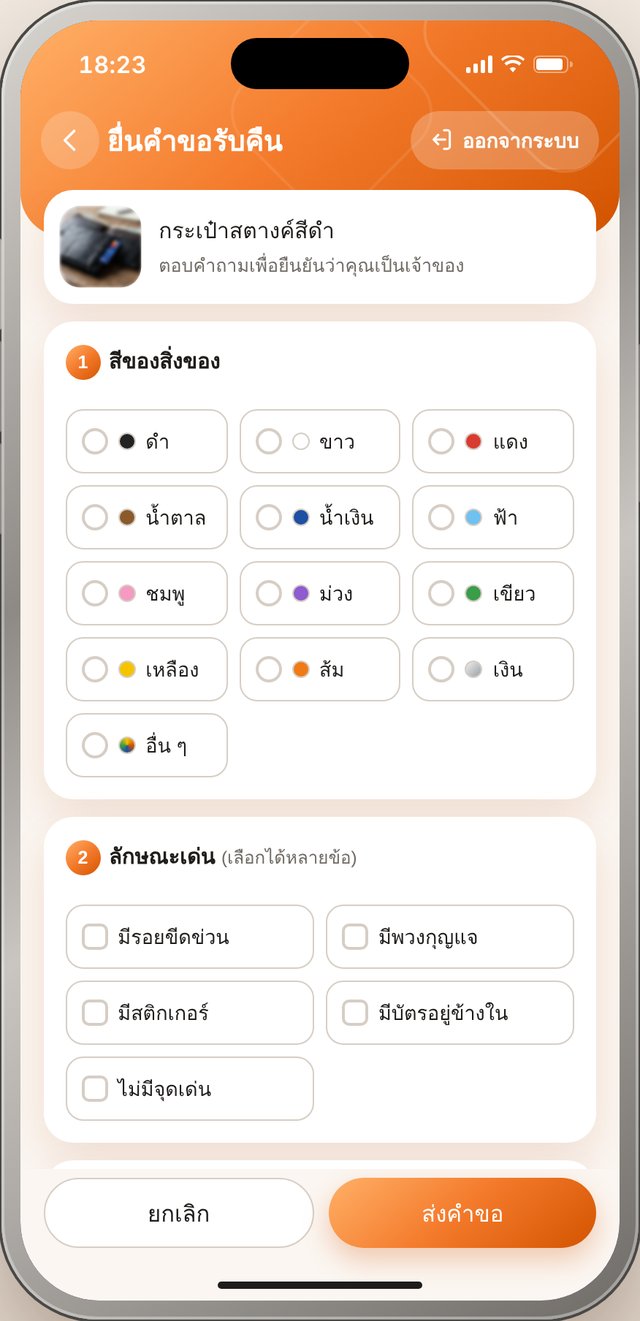 18:23
ยื่นคำขอรับคืน
ออกจากระบบ
กระเป๋าสตางค์สีดำ
ตอบคำถามเพื่อยืนยันว่าคุณเป็นเจ้าของ
1 สีของสิ่งของ
ดำ ขาว แดง
น้ำตาล น้ำเงิน ฟ้า
ชมพู ม่วง เขียว
เหลือง ส้ม เงิน
อื่น ๆ
2 ลักษณะเด่น (เลือกได้หลายข้อ)
มีรอยขีดข่วน มีพวงกุญแจ
มีสติกเกอร์ มีบัตรอยู่ข้างใน
ไม่มีจุดเด่น
ยกเลิก ส่งคำขอ